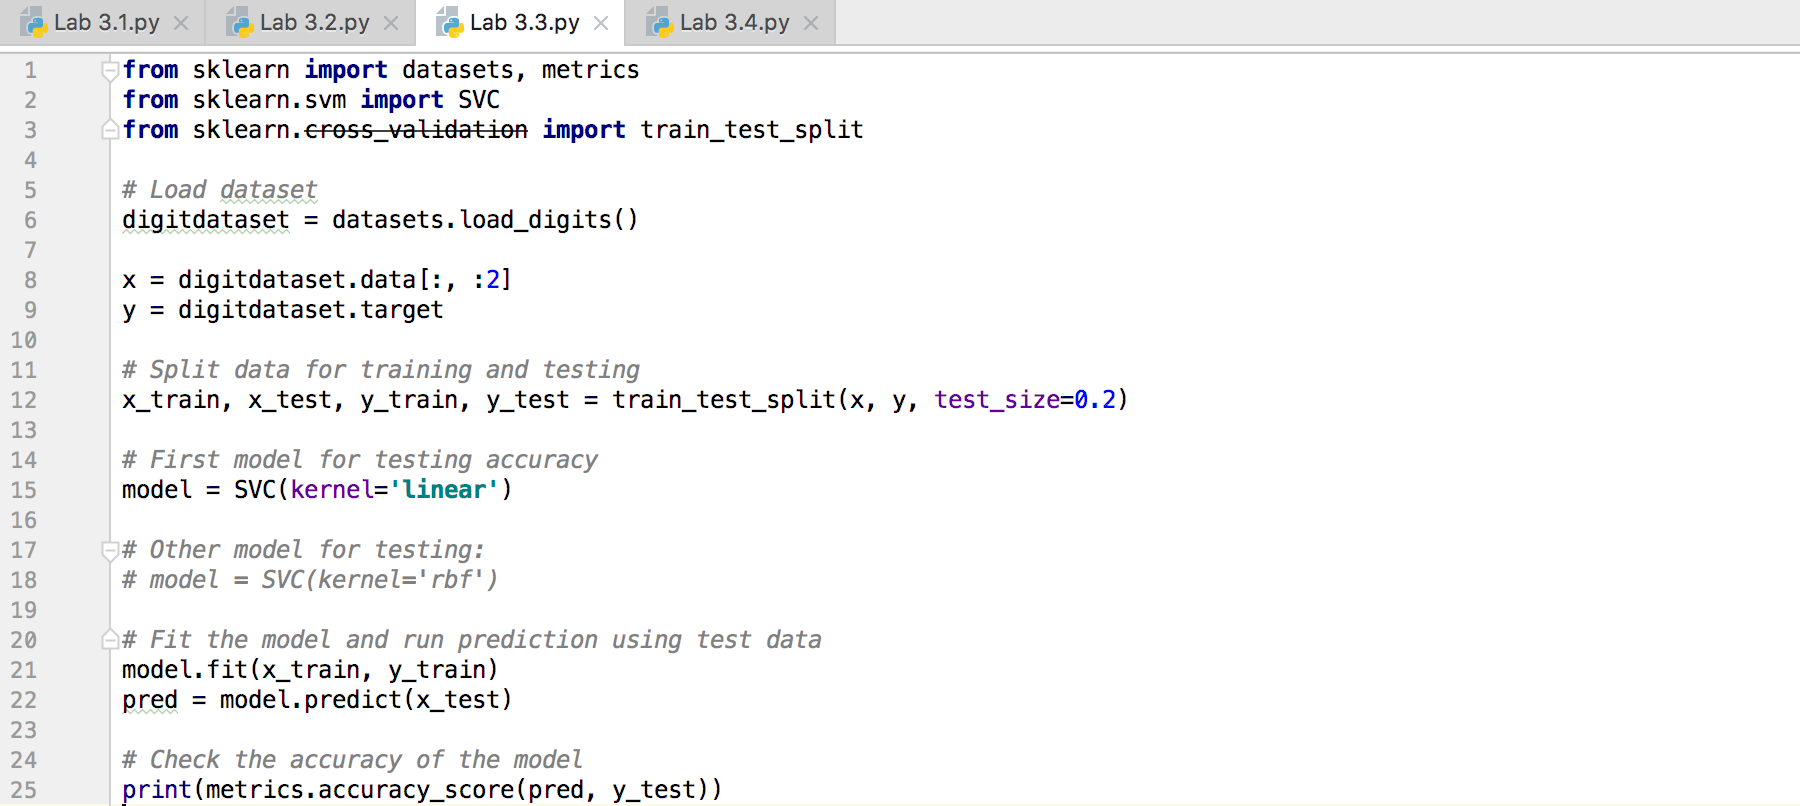 Lab 3.1.py Lab 3.2.py Lab 3.3.py Lab 3.4.py
1 from sklearn import datasets, metrics
2 from sklearn.svm import SVC
3 from sklearn.cross_validation import train_test_split
4
5 # Load dataset
6 digitdataset = datasets.load_digits()
7
8 x = digitdataset.data[:, :2]
9 y = digitdataset.target
10
11 # Split data for training and testing
12 x_train, x_test, y_train, y_test = train_test_split(x, y, test_size=0.2)
13
14 # First model for testing accuracy
15 model = SVC(kernel='linear')
16
17 # Other model for testing:
18 # model = SVC(kernel='rbf')
19
20 # Fit the model and run prediction using test data
21 model.fit(x_train, y_train)
22 pred = model.predict(x_test)
23
24 # Check the accuracy of the model
25 print(metrics.accuracy_score(pred, y_test))